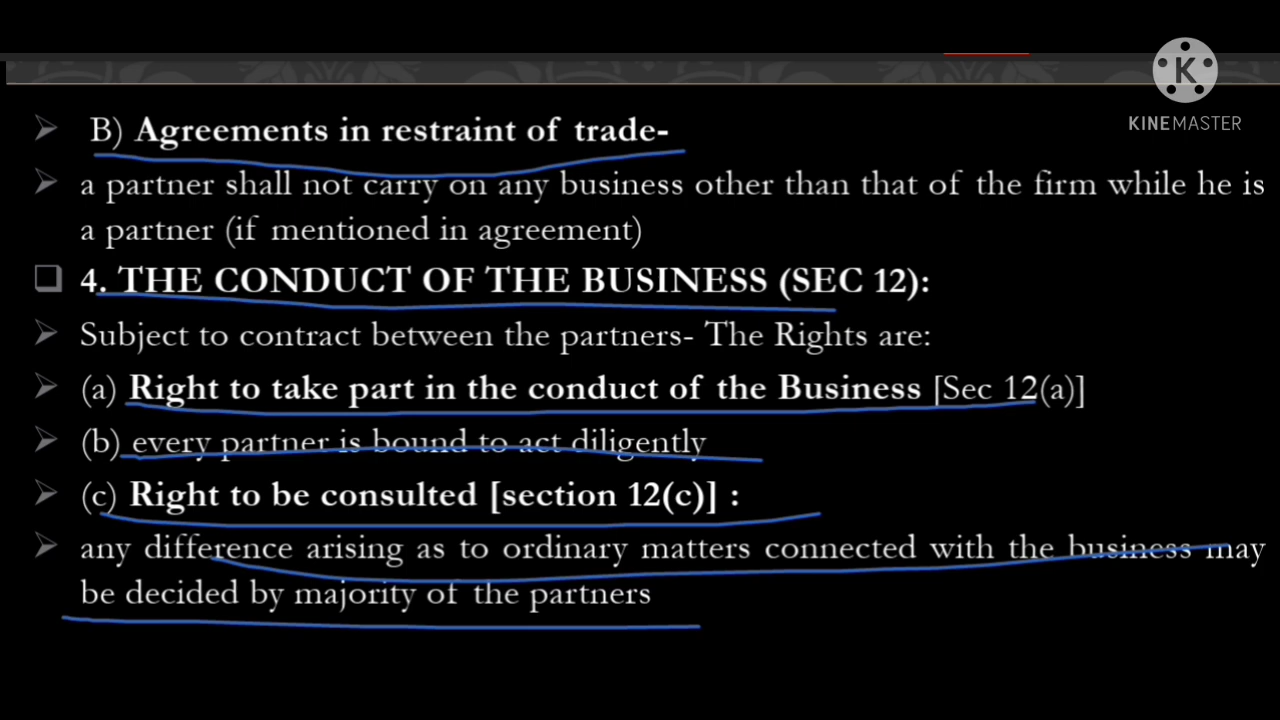 KINEMASTER
B) Agreements in restraint of trade-
a partner shall not carry on any business other than that of the firm while he is
a partner (if mentioned in agreement)
4. THE CONDUCT OF THE BUSINESS (SEC 12):
Subject to contract between the partners- The Rights are:
(a) Right to take part in the conduct of the Business [Sec 12(a)]
(b) every partner is bound to act diligently
(c) Right to be consulted [section 12(c)] :
any difference arising as to ordinary matters connected with the business may
be decided by majority of the partners